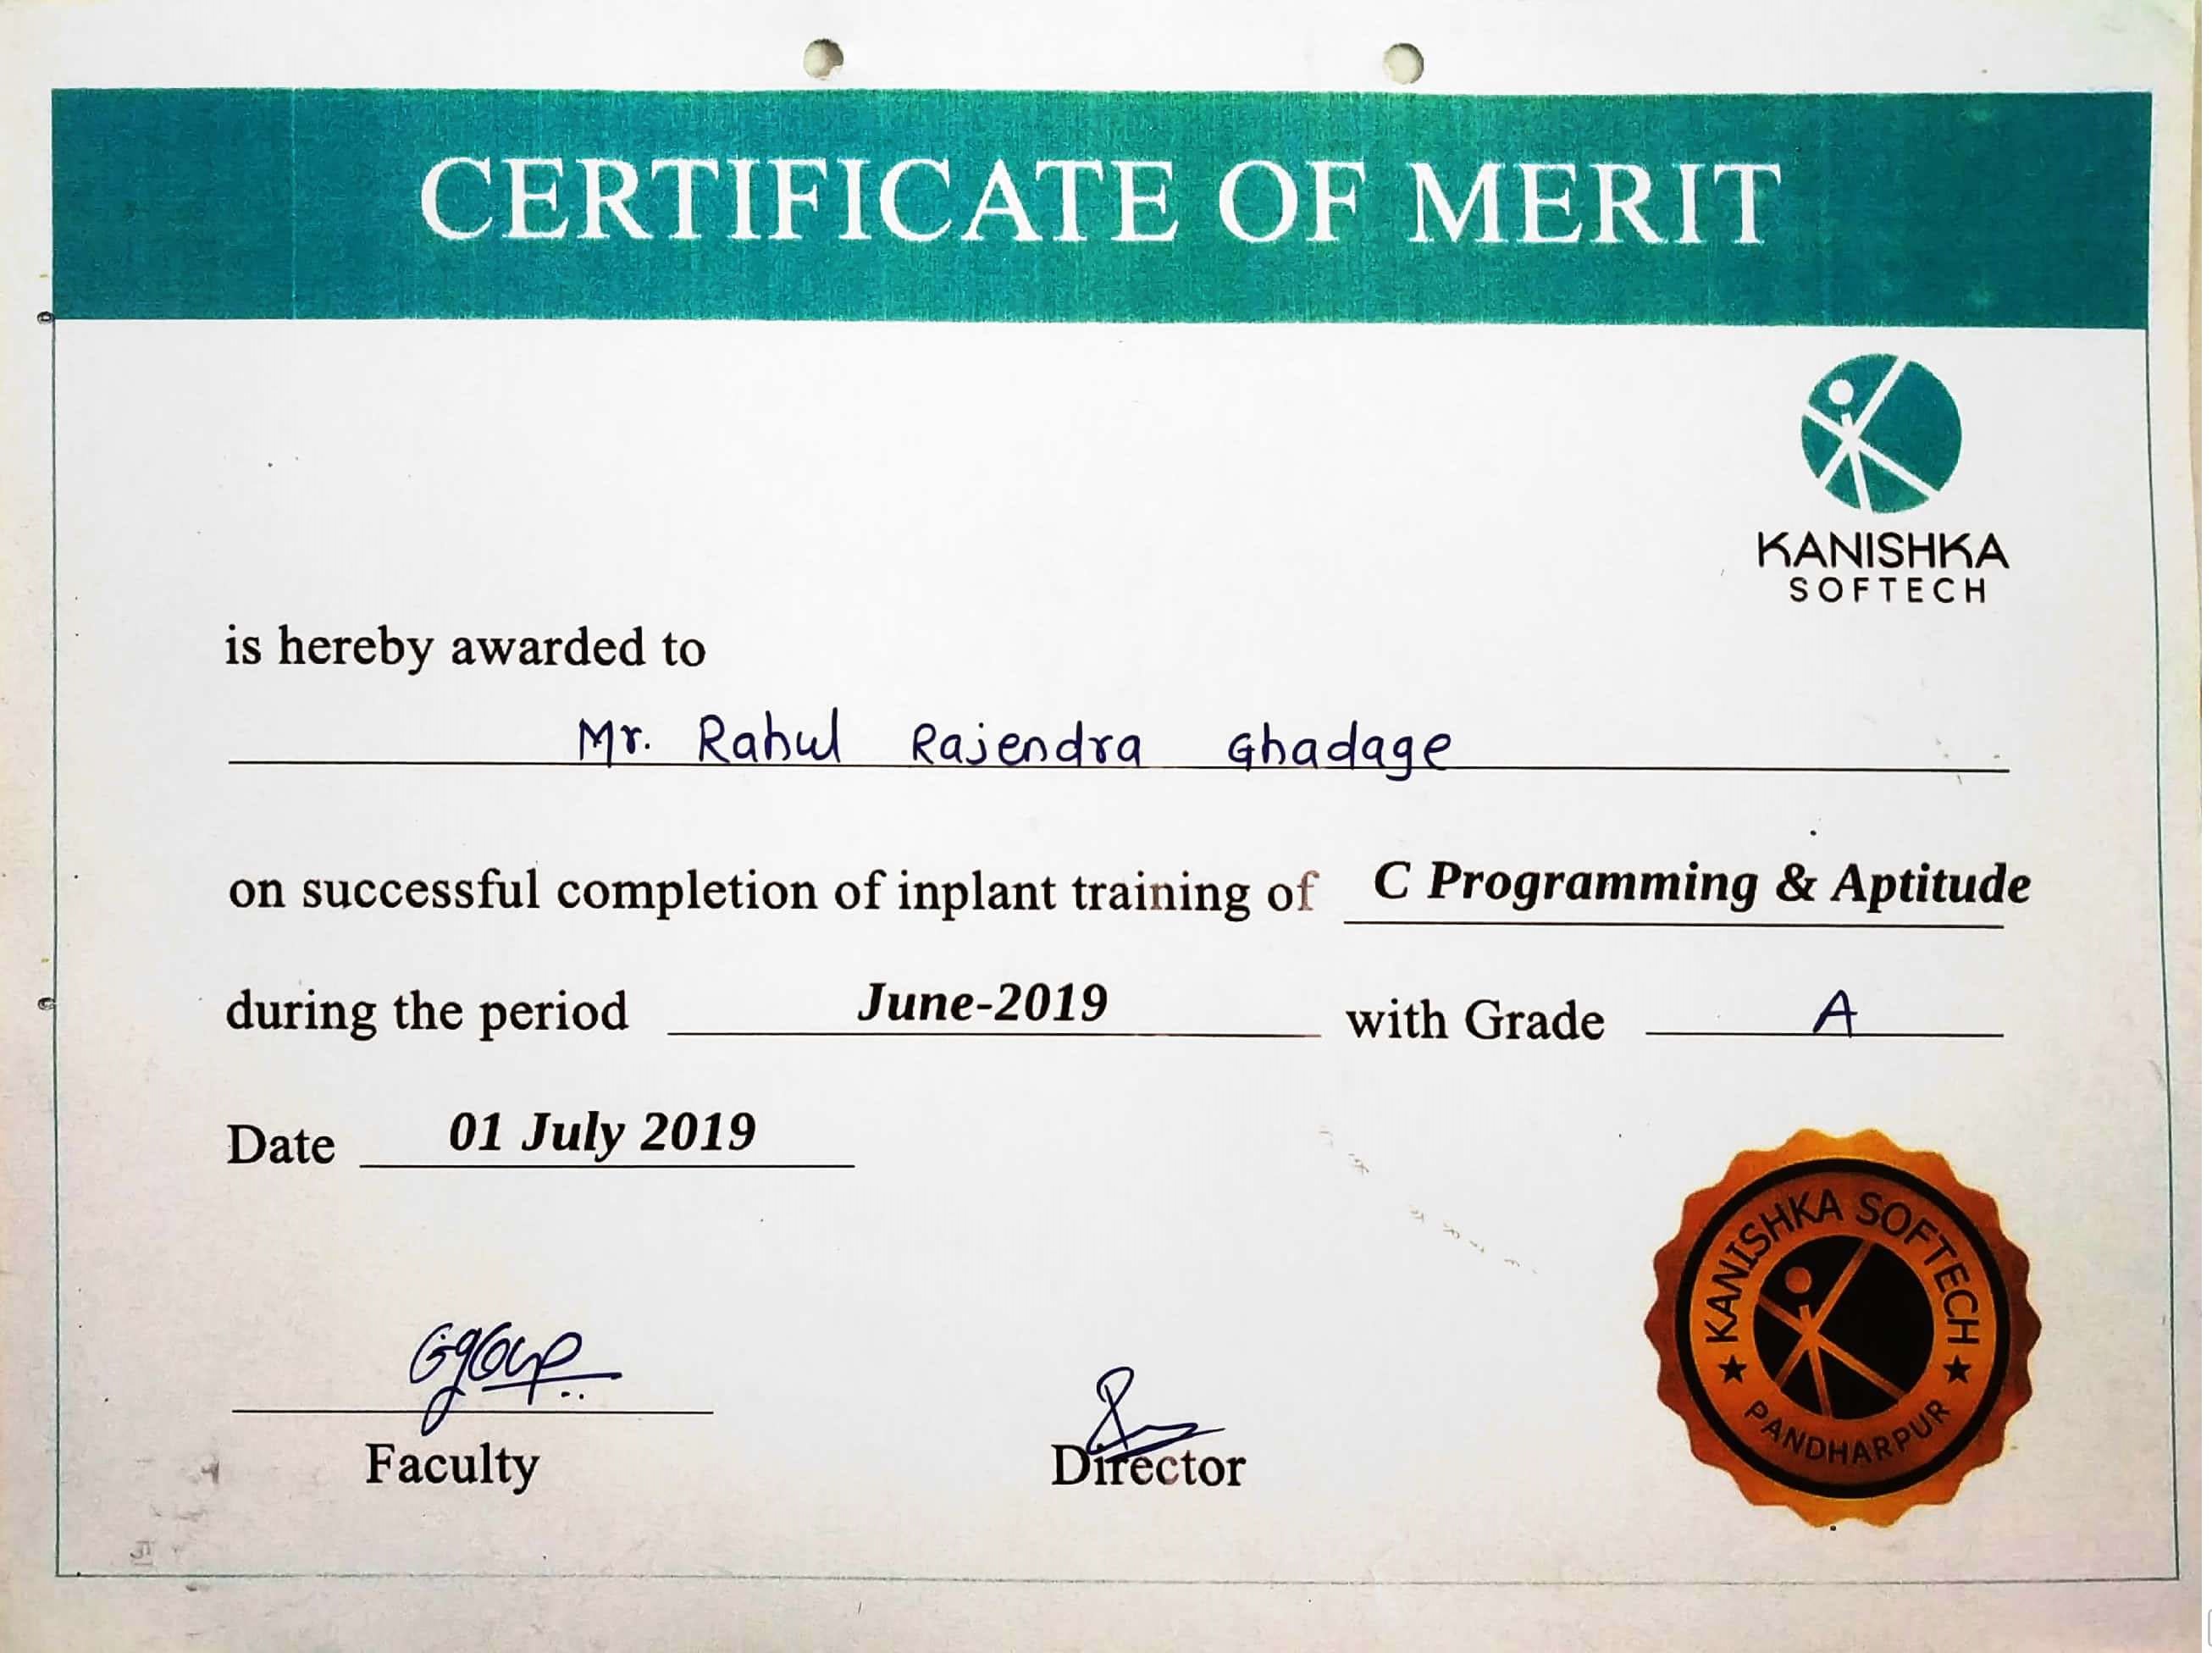 CERTIFICATE OF MERIT
KANISHKA
SOFTECH
is hereby awarded to
Mr. Rahul Rajendra Ghadage
on successful completion of inplant training of C Programming & Aptitude
during the period June-2019 with Grade A
Date 01 July 2019
KANISHKA SOFTECH
PANDHARPUR
Faculty
Director